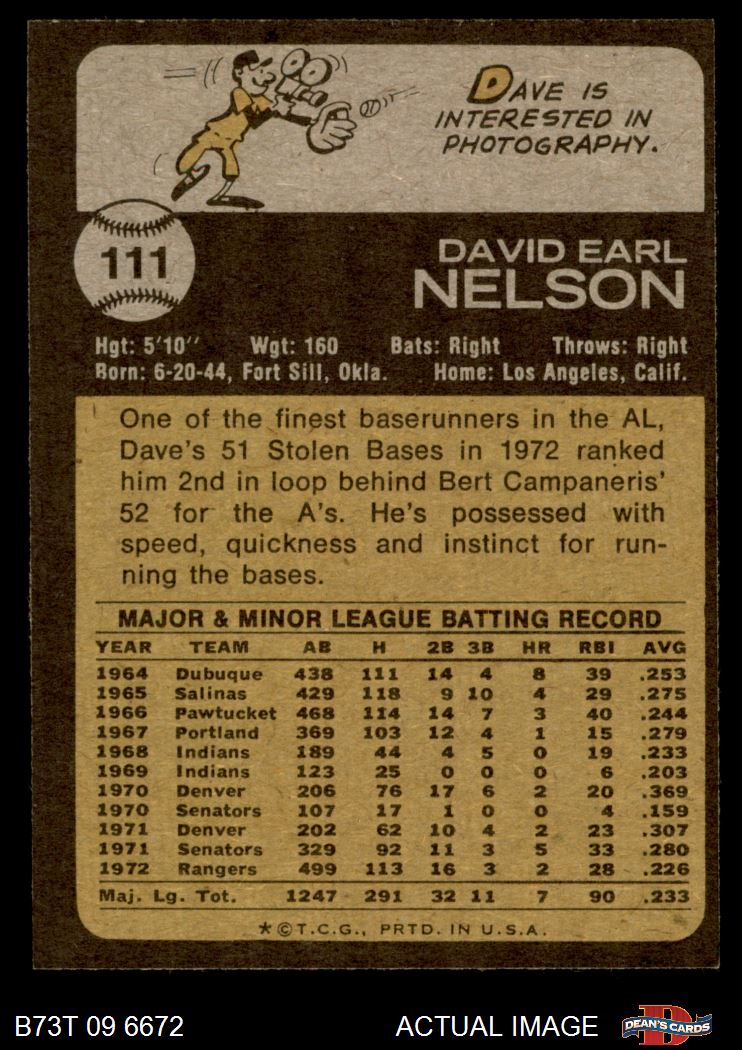 DAVE IS
INTERESTED IN
PHOTOGRAPHY.
111
DAVID EARL
NELSON
Hgt: 5'10" Wgt: 160 Bats: Right Throws: Right
Born: 6-20-44, Fort Sill, Okla. Home: Los Angeles, Calif.
One of the finest baserunners in the AL,
Dave's 51 Stolen Bases in 1972 ranked
him 2nd in loop behind Bert Campaneris'
52 for the A's. He's possessed with
speed, quickness and instinct for run-
ning the bases.
MAJOR & MINOR LEAGUE BATTING RECORD
YEAR TEAM AB H 2B 3B HR RBI AVG
1964 Dubuque 438 111 14 4 8 39 .253
1965 Salinas 429 118 9 10 4 29 .275
1966 Pawtucket 468 114 14 7 3 40 .244
1967 Portland 369 103 12 4 1 15 .279
1968 Indians 189 44 4 5 0 19 .233
1969 Indians 123 25 0 0 0 6 .203
1970 Denver 206 76 17 6 2 20 .369
1970 Senators 107 17 1 0 0 4 .159
1971 Denver 202 62 10 4 2 23 .307
1971 Senators 329 92 11 3 5 33 .280
1972 Rangers 499 113 16 3 2 28 .226
Maj. Lg. Tot. 1247 291 32 11 7 90 .233
*©T.C.G., PRTD. IN U.S.A.
B73T 09 6672 ACTUAL IMAGE D DEAN'S CARDS